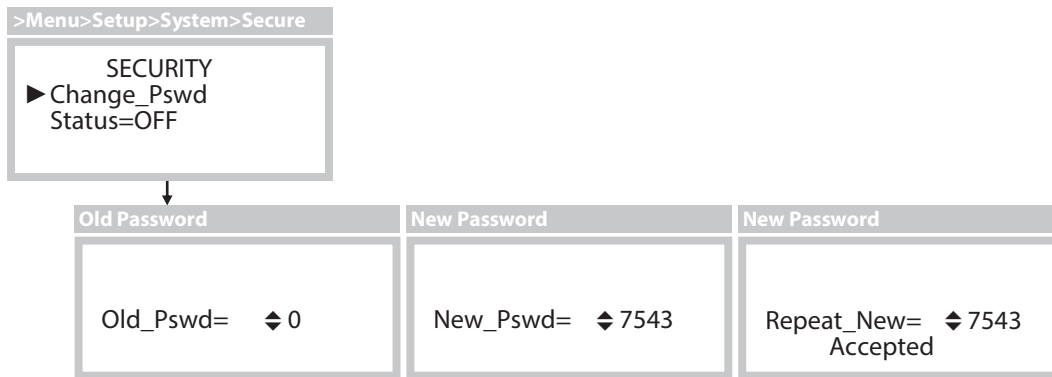 >Menu>Setup>System>Secure
SECURITY
►Change_Pswd
Status=OFF
Old Password
Old_Pswd= 0
New Password
New_Pswd= 7543
New Password
Repeat_New= 7543
Accepted